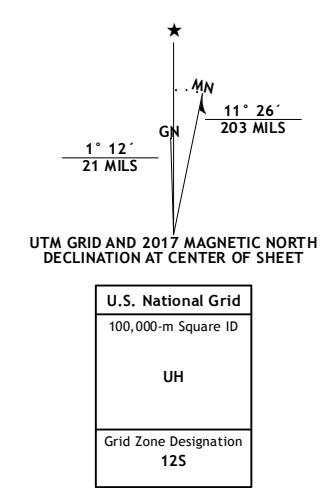 ★
MN
GN
11° 26´
203 MILS
1° 12´
21 MILS
UTM GRID AND 2017 MAGNETIC NORTH
DECLINATION AT CENTER OF SHEET
U.S. National Grid
100,000-m Square ID
UH
Grid Zone Designation
12S